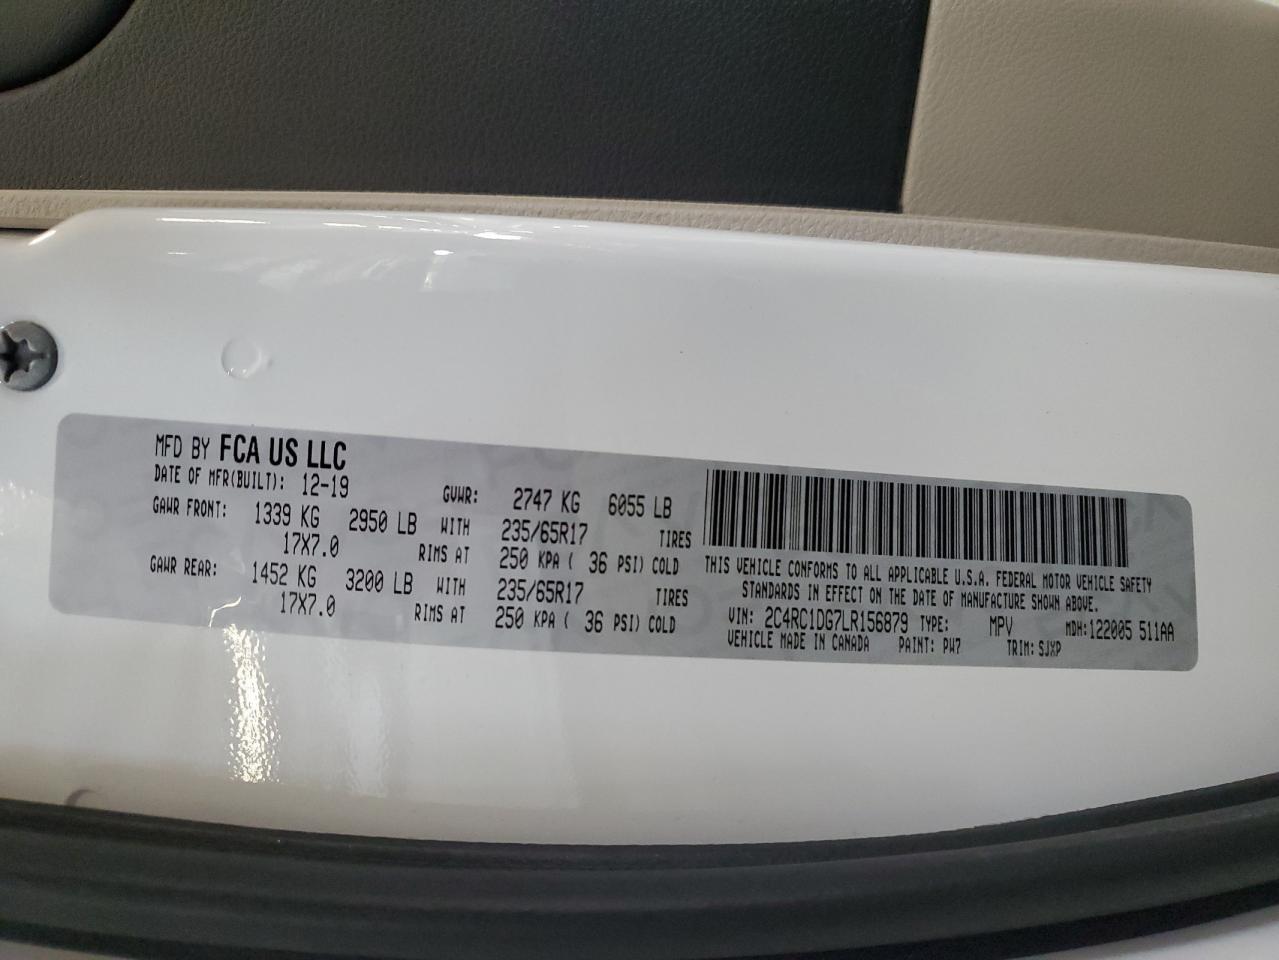 MFD BY FCA US LLC
DATE OF MFR(BUILT): 12-19 GVWR: 2747 KG 6055 LB
GAWR FRONT: 1339 KG 2950 LB WITH 235/65R17 TIRES
17X7.0 RIMS AT 250 KPA ( 36 PSI) COLD
GAWR REAR: 1452 KG 3200 LB WITH 235/65R17 TIRES
17X7.0 RIMS AT 250 KPA ( 36 PSI) COLD
THIS VEHICLE CONFORMS TO ALL APPLICABLE U.S.A. FEDERAL MOTOR VEHICLE SAFETY
STANDARDS IN EFFECT ON THE DATE OF MANUFACTURE SHOWN ABOVE.
VIN: 2C4RC1DG7LR156879 TYPE: MPV MDH:122005 511AA
VEHICLE MADE IN CANADA PAINT: PW7 TRIM: SJXP